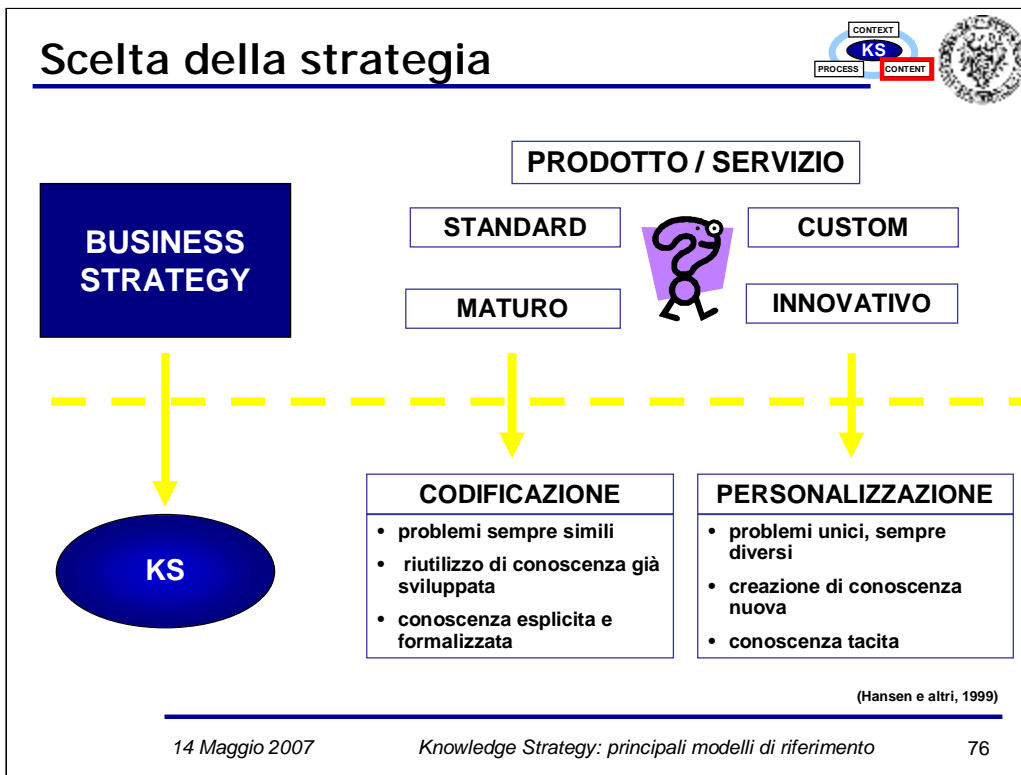 Scelta della strategia
CONTEXT
KS
PROCESS
CONTENT
PRODOTTO / SERVIZIO
BUSINESS
STRATEGY
STANDARD
CUSTOM
MATURO
INNOVATIVO
KS
CODIFICAZIONE
• problemi sempre simili
• riutilizzo di conoscenza già
sviluppata
• conoscenza esplicita e
formalizzata
PERSONALIZZAZIONE
• problemi unici, sempre
diversi
• creazione di conoscenza
nuova
• conoscenza tacita
(Hansen e altri, 1999)
14 Maggio 2007
Knowledge Strategy: principali modelli di riferimento
76